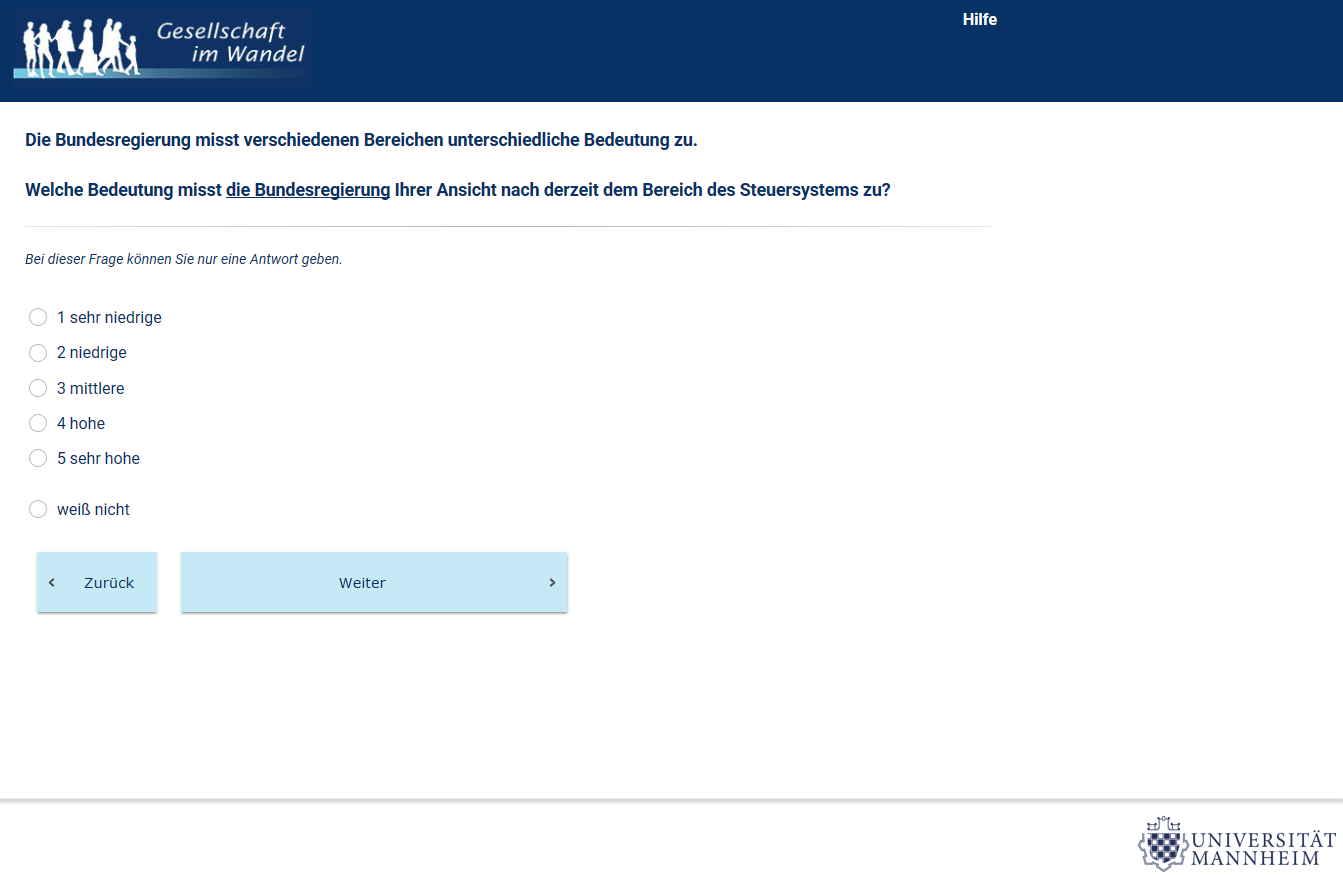 Gesellschaft
im Wandel
Hilfe
Die Bundesregierung misst verschiedenen Bereichen unterschiedliche Bedeutung zu.
Welche Bedeutung misst die Bundesregierung Ihrer Ansicht nach derzeit dem Bereich des Steuersystems zu?
Bei dieser Frage können Sie nur eine Antwort geben.
1 sehr niedrige
2 niedrige
3 mittlere
4 hohe
5 sehr hohe
weiß nicht
‹ Zurück
Weiter ›
UNIVERSITÄT
MANNHEIM